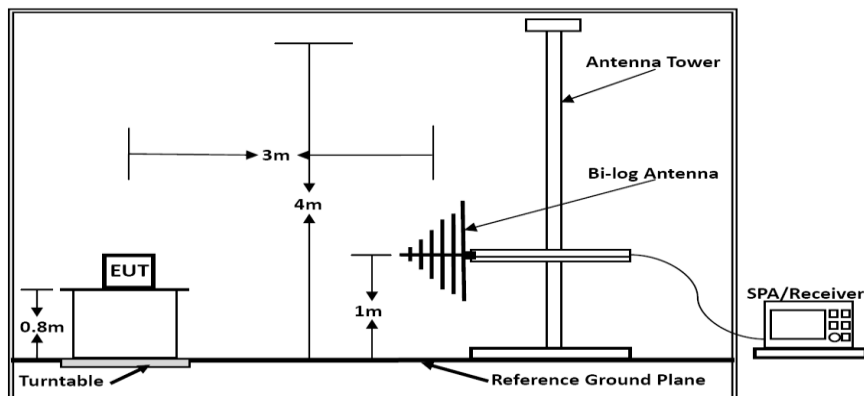 Antenna Tower
3m
Bi-log Antenna
4m
EUT
1m
0.8m
SPA/Receiver
Turntable
Reference Ground Plane